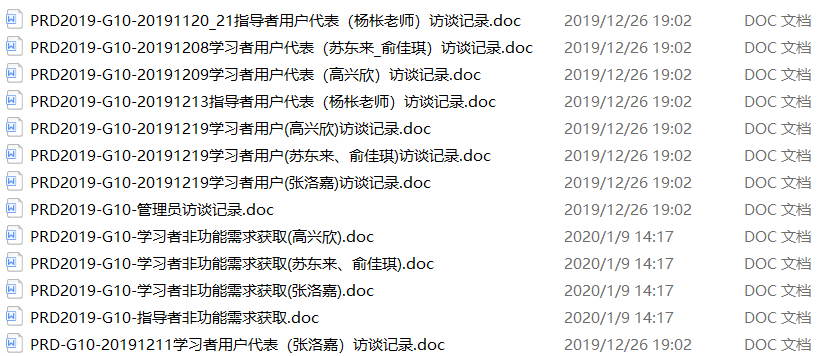 PRD2019-G10-20191120_21指导者用户代表（杨枨老师）访谈记录.doc 2019/12/26 19:02 DOC 文档
PRD2019-G10-20191208学习者用户代表（苏东来_俞佳琪）访谈记录.doc 2019/12/26 19:02 DOC 文档
PRD2019-G10-20191209学习者用户代表（高兴欣）访谈记录.doc 2019/12/26 19:02 DOC 文档
PRD2019-G10-20191213指导者用户代表（杨枨老师）访谈记录.doc 2019/12/26 19:02 DOC 文档
PRD2019-G10-20191219学习者用户(高兴欣)访谈记录.doc 2019/12/26 19:02 DOC 文档
PRD2019-G10-20191219学习者用户(苏东来、俞佳琪)访谈记录.doc 2019/12/26 19:02 DOC 文档
PRD2019-G10-20191219学习者用户(张洛嘉)访谈记录.doc 2019/12/26 19:02 DOC 文档
PRD2019-G10-管理员访谈记录.doc 2019/12/26 19:02 DOC 文档
PRD2019-G10-学习者非功能需求获取(高兴欣).doc 2020/1/9 14:17 DOC 文档
PRD2019-G10-学习者非功能需求获取(苏东来、俞佳琪).doc 2020/1/9 14:17 DOC 文档
PRD2019-G10-学习者非功能需求获取(张洛嘉).doc 2020/1/9 14:17 DOC 文档
PRD2019-G10-指导者非功能需求获取.doc 2020/1/9 14:17 DOC 文档
PRD-G10-20191211学习者用户代表（张洛嘉）访谈记录.doc 2019/12/26 19:02 DOC 文档